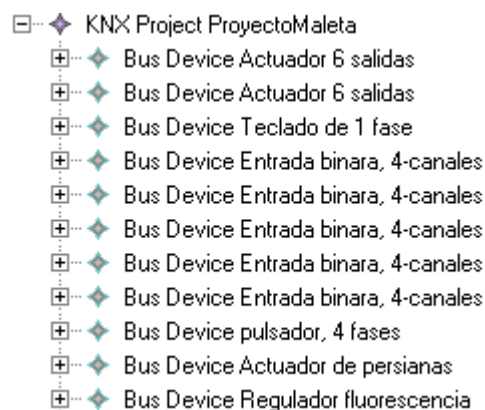 KNX Project ProyectoMaleta
Bus Device Actuador 6 salidas
Bus Device Actuador 6 salidas
Bus Device Teclado de 1 fase
Bus Device Entrada binara, 4-canales
Bus Device Entrada binara, 4-canales
Bus Device Entrada binara, 4-canales
Bus Device Entrada binara, 4-canales
Bus Device Entrada binara, 4-canales
Bus Device pulsador, 4 fases
Bus Device Actuador de persianas
Bus Device Regulador fluorescencia